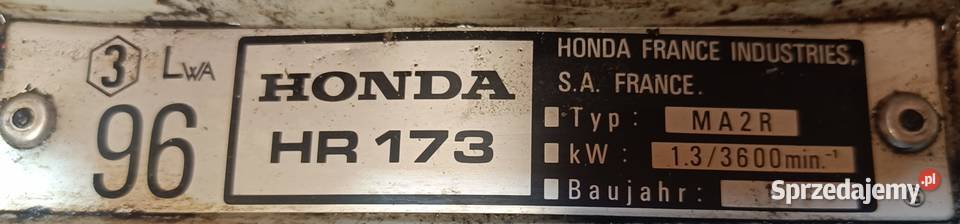 3 LWA
96
HONDA
HR 173
HONDA FRANCE INDUSTRIES,
S.A. FRANCE.
Typ: MA2R
kW: 1.3/3600min.⁻¹
Baujahr:
Sprzedajemy.pl